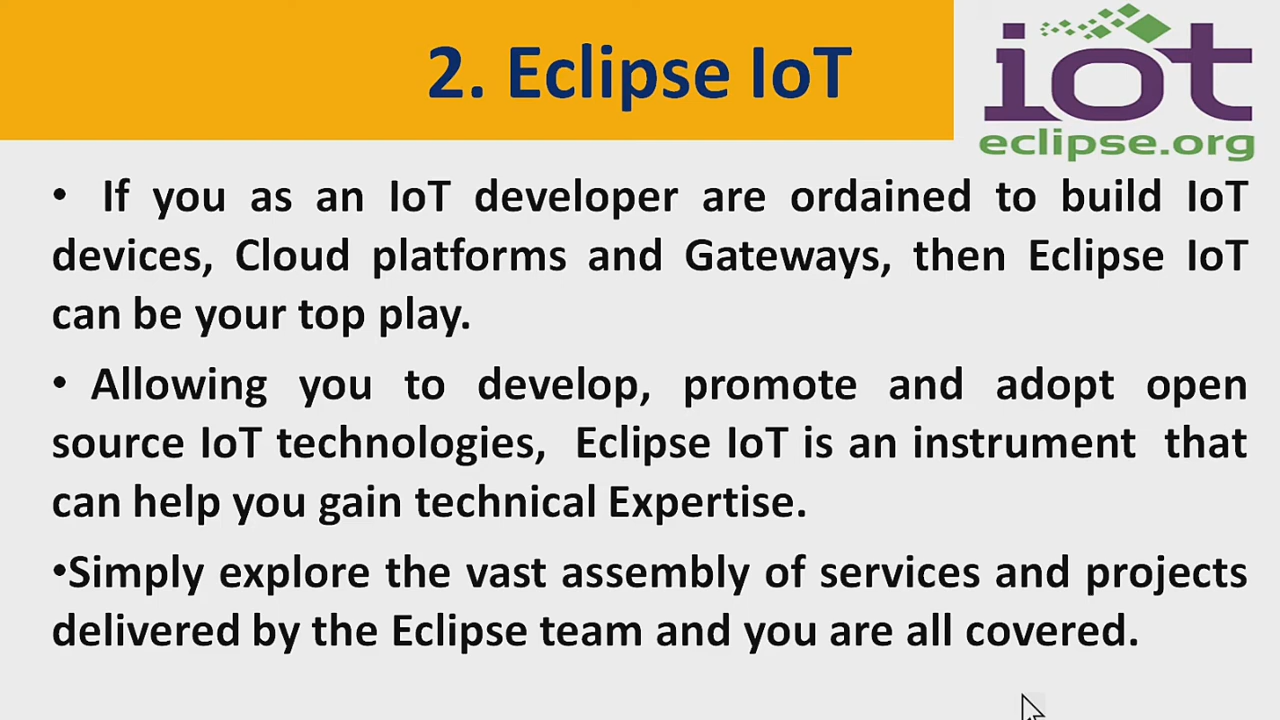 2. Eclipse IoT
iot
eclipse.org
• If you as an IoT developer are ordained to build IoT
devices, Cloud platforms and Gateways, then Eclipse IoT
can be your top play.
• Allowing you to develop, promote and adopt open
source IoT technologies, Eclipse IoT is an instrument that
can help you gain technical Expertise.
•Simply explore the vast assembly of services and projects
delivered by the Eclipse team and you are all covered.